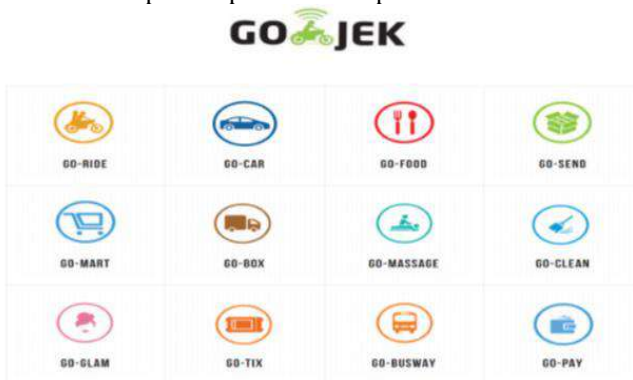 GO JEK
GO-RIDE GO-CAR GO-FOOD GO-SEND
GO-MART GO-BOX GO-MASSAGE GO-CLEAN
GO-GLAM GO-TIX GO-BUSWAY GO-PAY